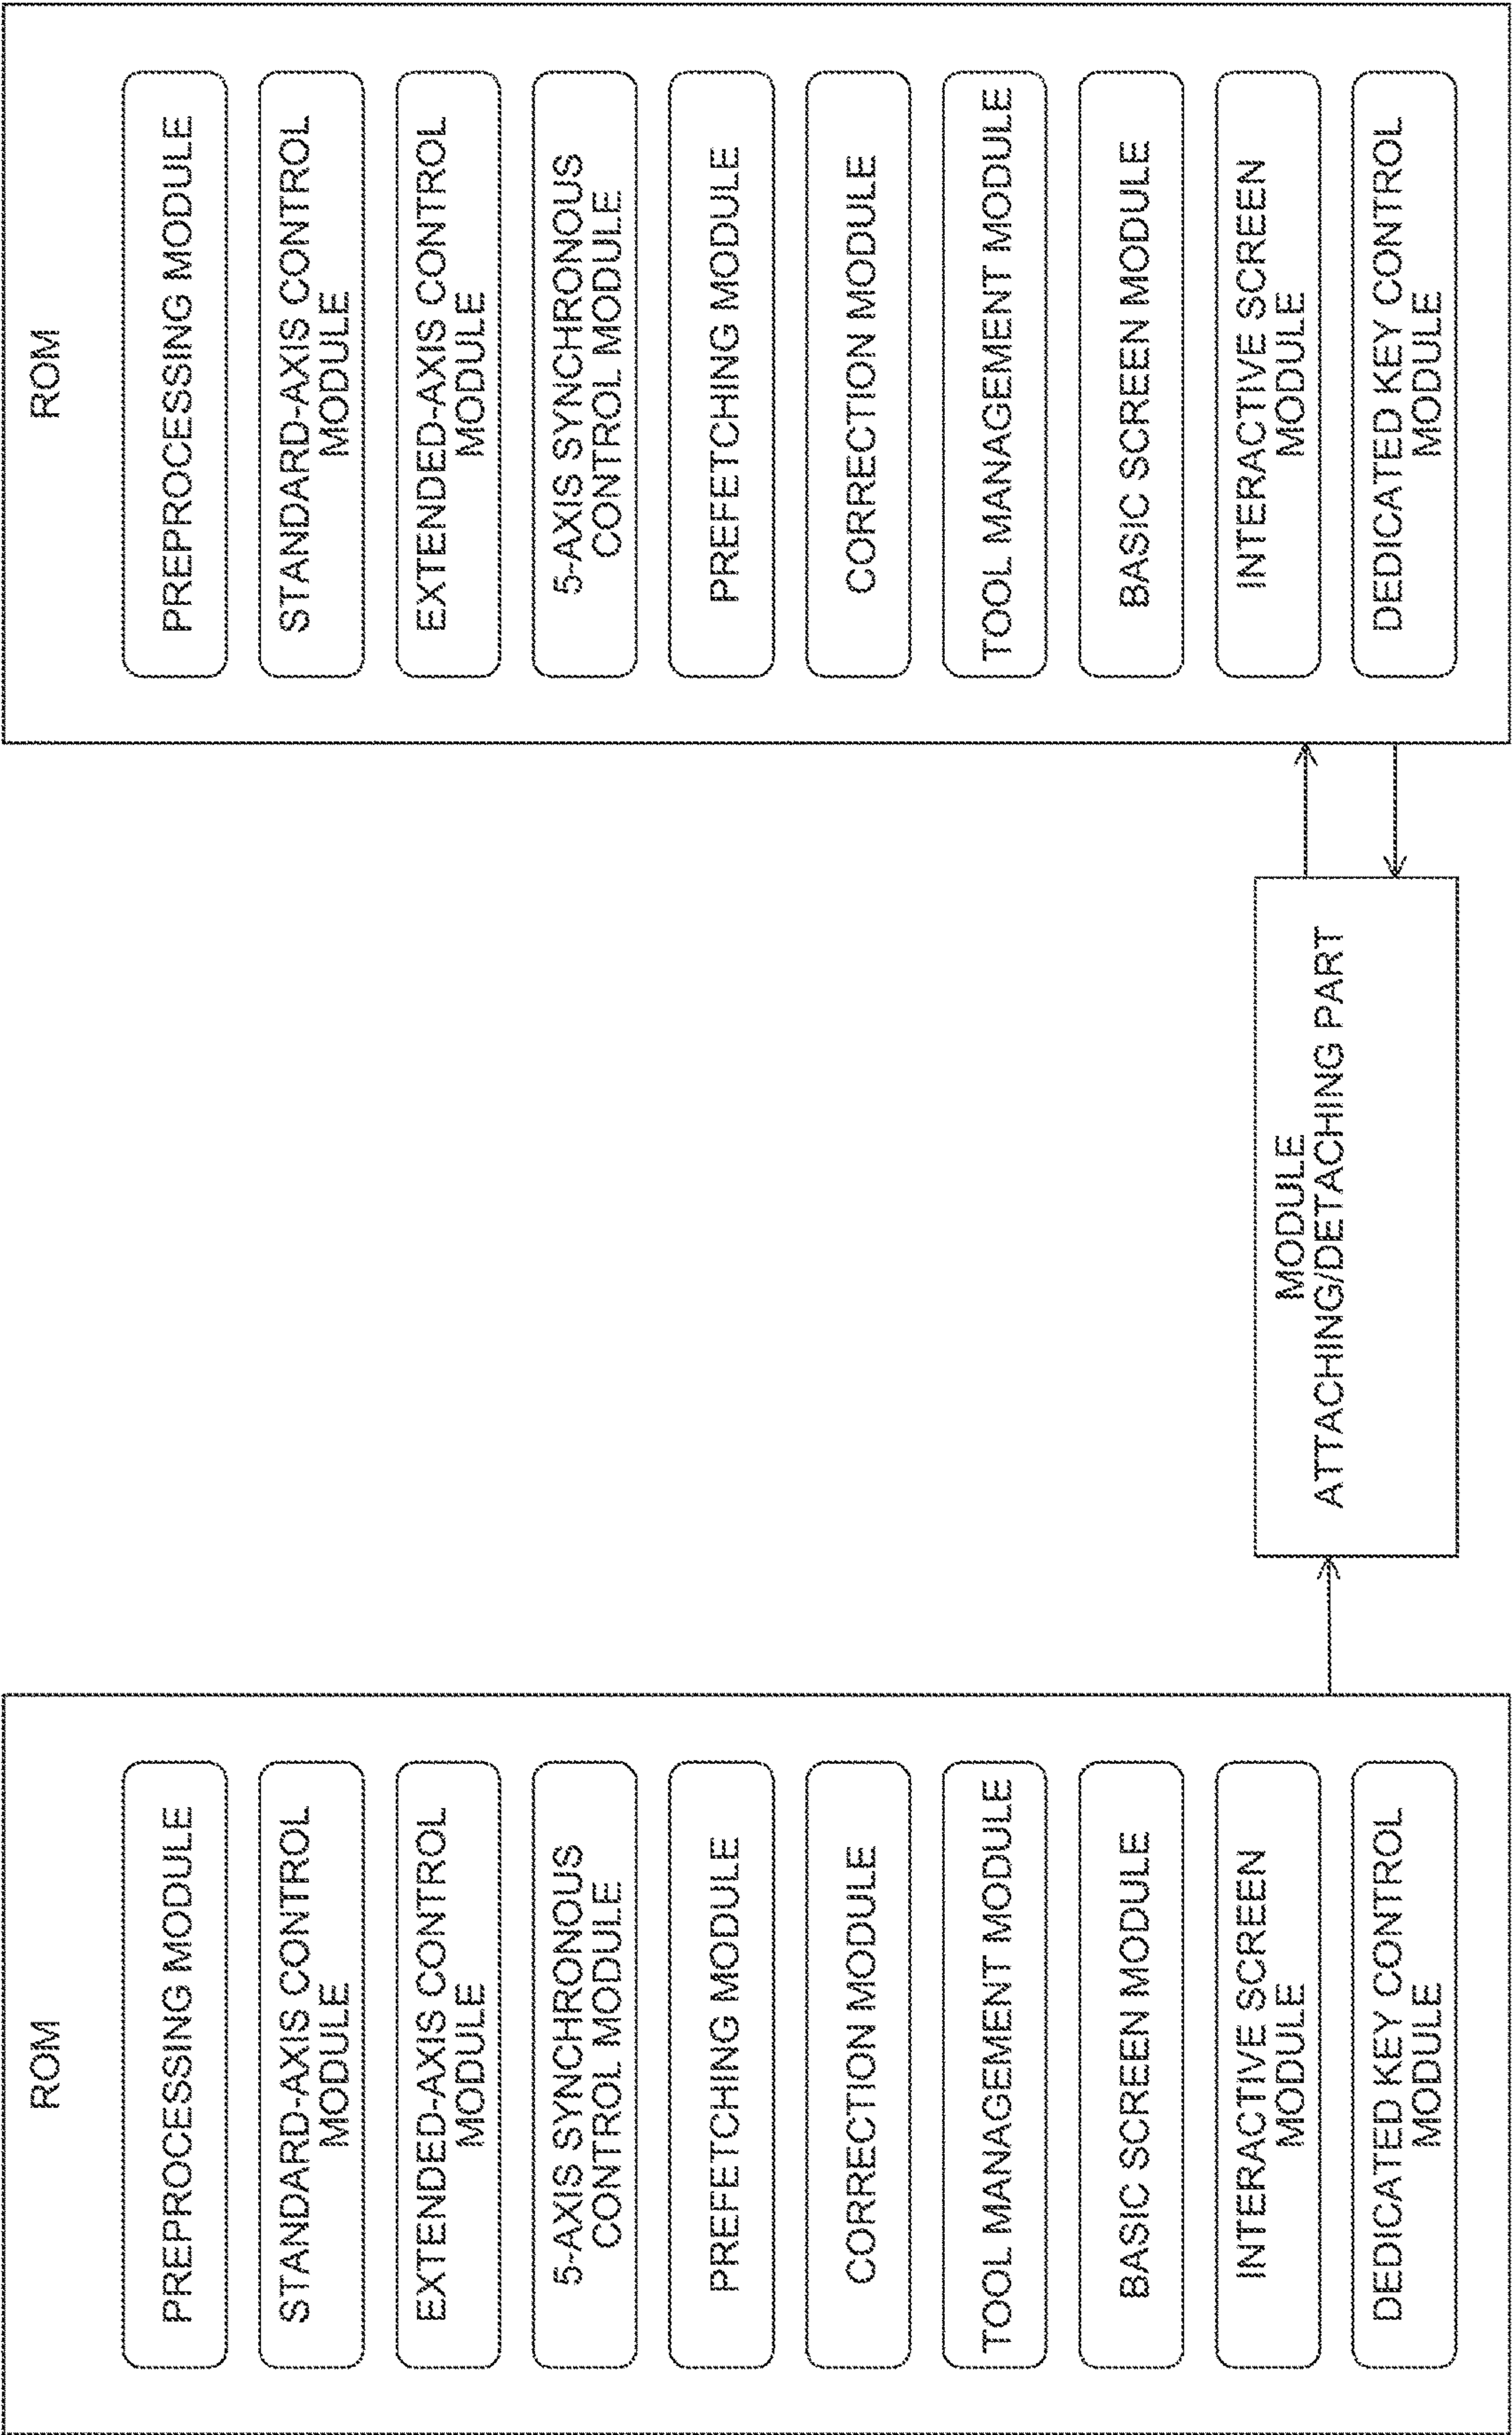 ROM
PREPROCESSING MODULE
STANDARD-AXIS CONTROL
MODULE
EXTENDED-AXIS CONTROL
MODULE
5-AXIS SYNCHRONOUS
CONTROL MODULE
PREFETCHING MODULE
CORRECTION MODULE
TOOL MANAGEMENT MODULE
BASIC SCREEN MODULE
INTERACTIVE SCREEN
MODULE
DEDICATED KEY CONTROL
MODULE
MODULE
ATTACHING/DETACHING PART
ROM
PREPROCESSING MODULE
STANDARD-AXIS CONTROL
MODULE
EXTENDED-AXIS CONTROL
MODULE
5-AXIS SYNCHRONOUS
CONTROL MODULE
PREFETCHING MODULE
CORRECTION MODULE
TOOL MANAGEMENT MODULE
BASIC SCREEN MODULE
INTERACTIVE SCREEN
MODULE
DEDICATED KEY CONTROL
MODULE